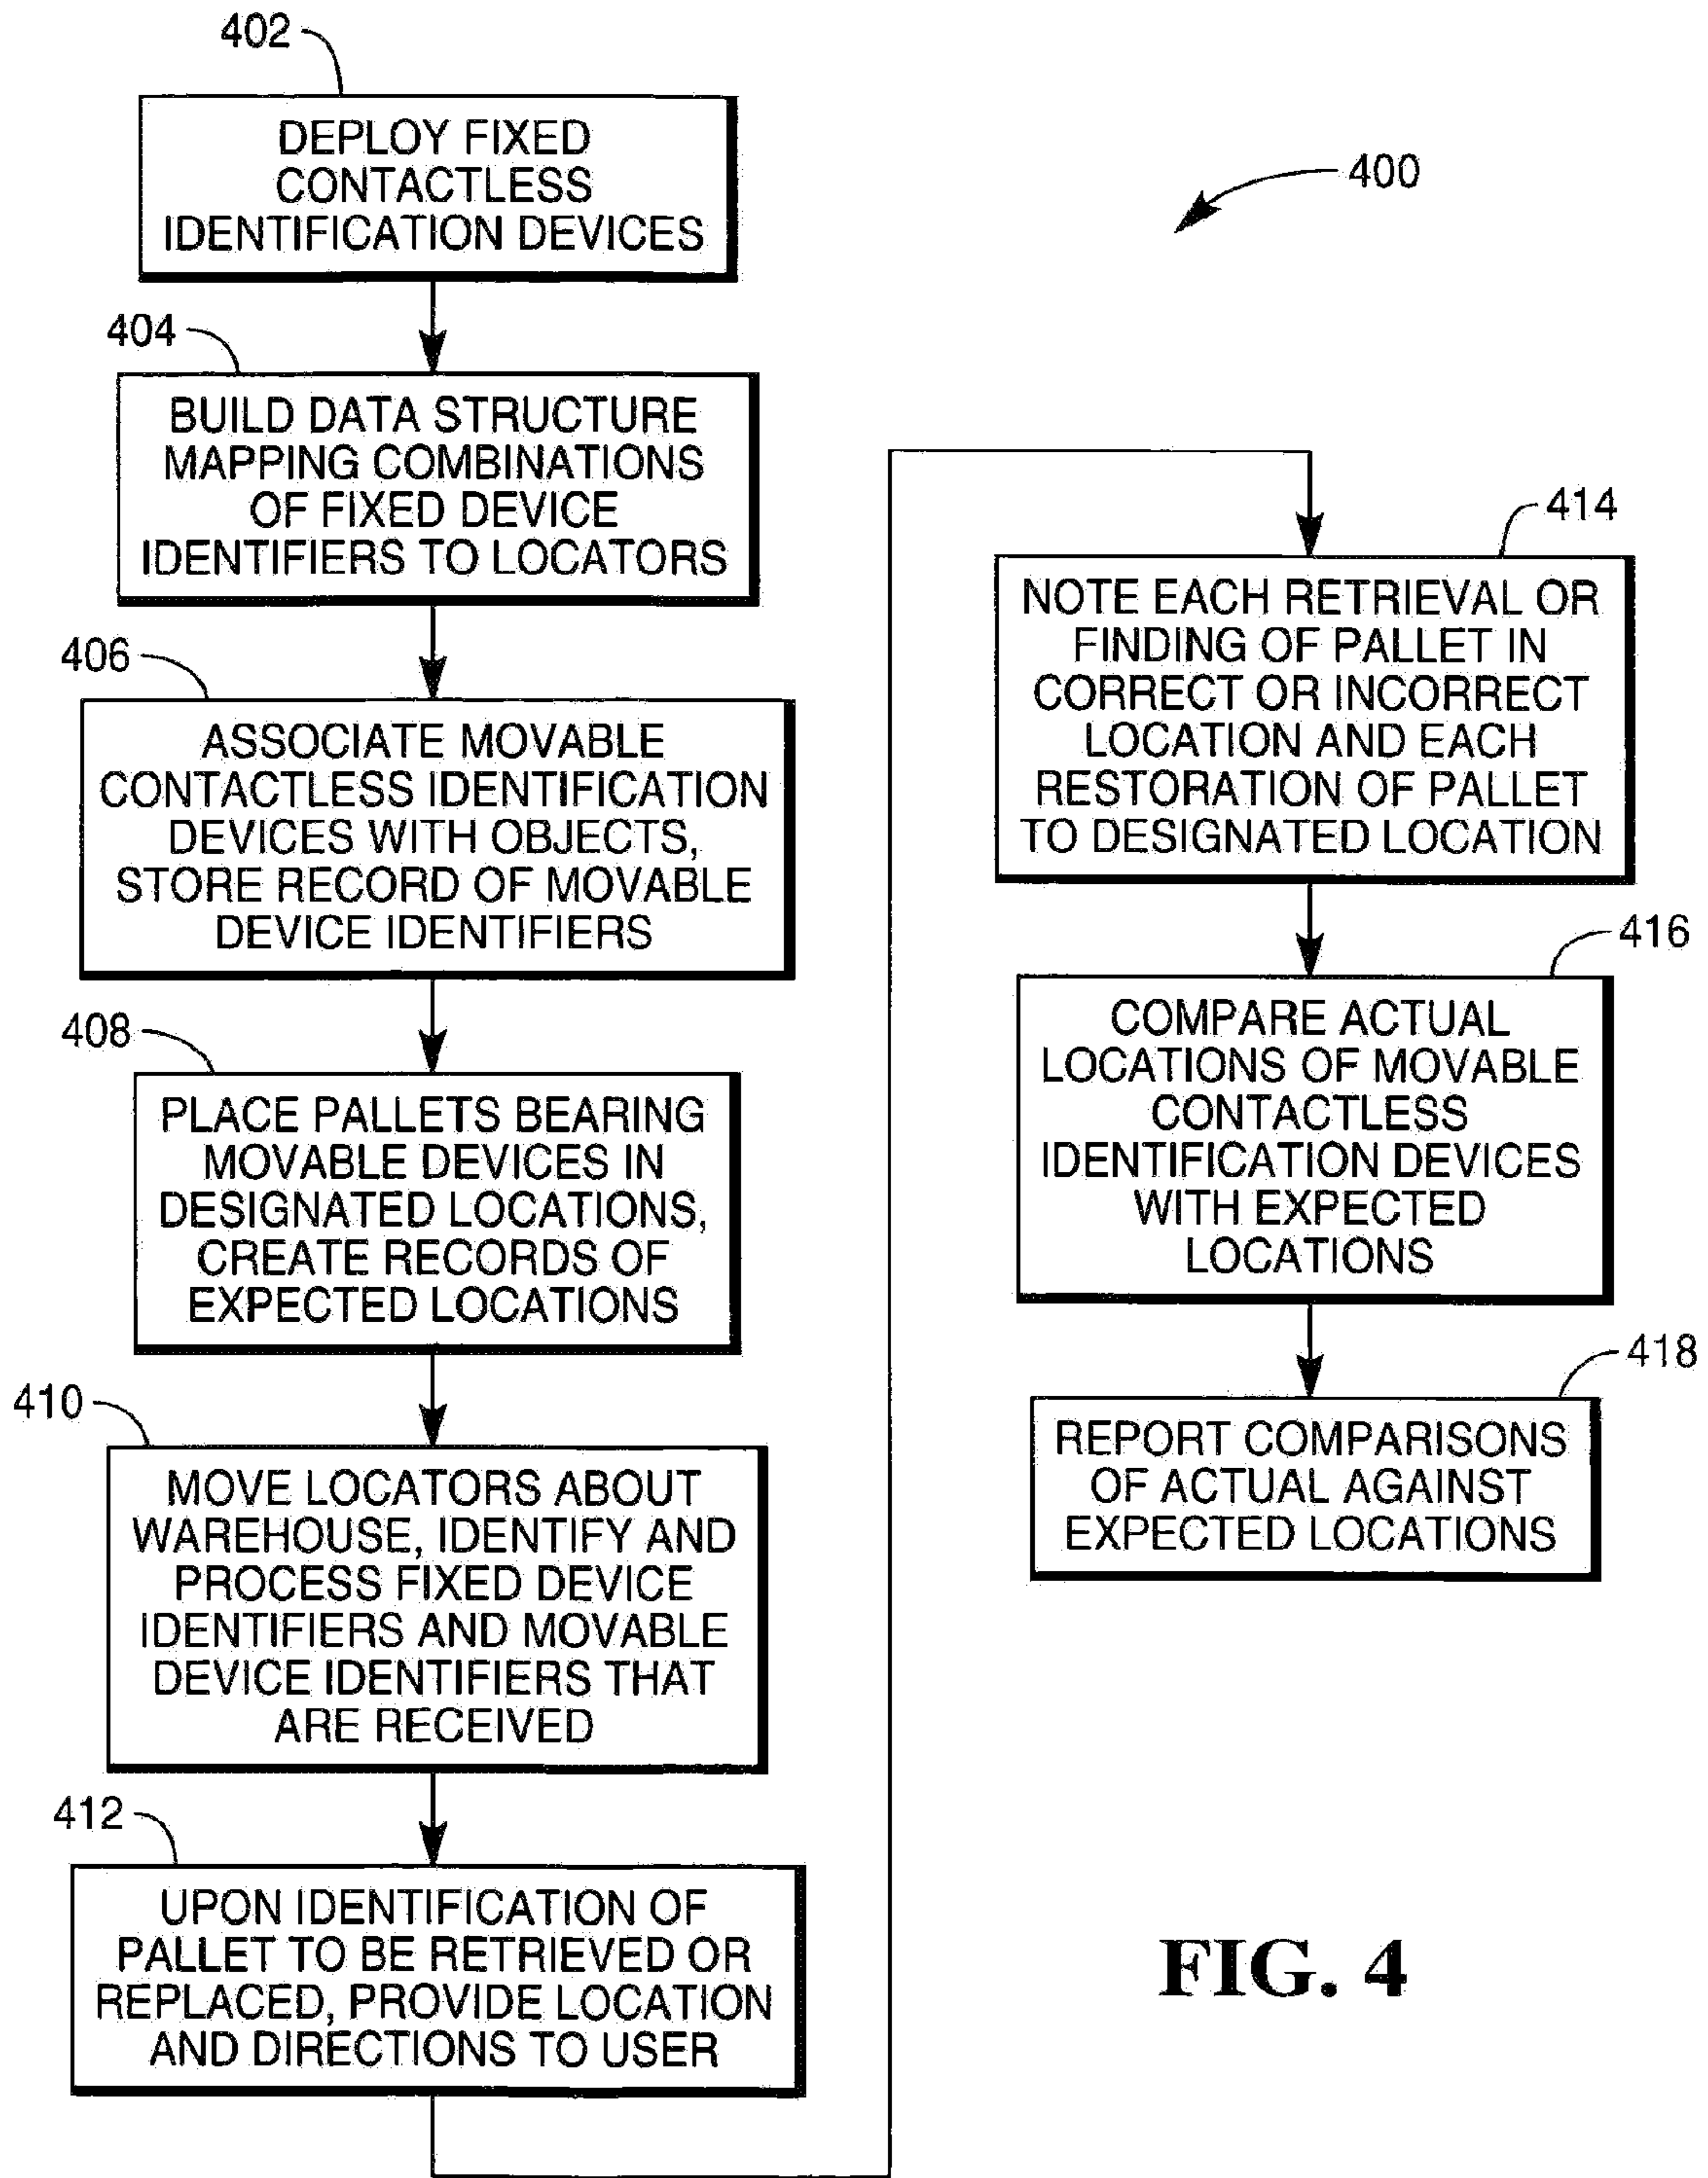 402
DEPLOY FIXED
CONTACTLESS
IDENTIFICATION DEVICES
400
404
BUILD DATA STRUCTURE
MAPPING COMBINATIONS
OF FIXED DEVICE
IDENTIFIERS TO LOCATORS
406
ASSOCIATE MOVABLE
CONTACTLESS IDENTIFICATION
DEVICES WITH OBJECTS,
STORE RECORD OF MOVABLE
DEVICE IDENTIFIERS
408
PLACE PALLETS BEARING
MOVABLE DEVICES IN
DESIGNATED LOCATIONS,
CREATE RECORDS OF
EXPECTED LOCATIONS
410
MOVE LOCATORS ABOUT
WAREHOUSE, IDENTIFY AND
PROCESS FIXED DEVICE
IDENTIFIERS AND MOVABLE
DEVICE IDENTIFIERS THAT
ARE RECEIVED
412
UPON IDENTIFICATION OF
PALLET TO BE RETRIEVED OR
REPLACED, PROVIDE LOCATION
AND DIRECTIONS TO USER
414
NOTE EACH RETRIEVAL OR
FINDING OF PALLET IN
CORRECT OR INCORRECT
LOCATION AND EACH
RESTORATION OF PALLET
TO DESIGNATED LOCATION
416
COMPARE ACTUAL
LOCATIONS OF MOVABLE
CONTACTLESS
IDENTIFICATION DEVICES
WITH EXPECTED
LOCATIONS
418
REPORT COMPARISONS
OF ACTUAL AGAINST
EXPECTED LOCATIONS
FIG. 4